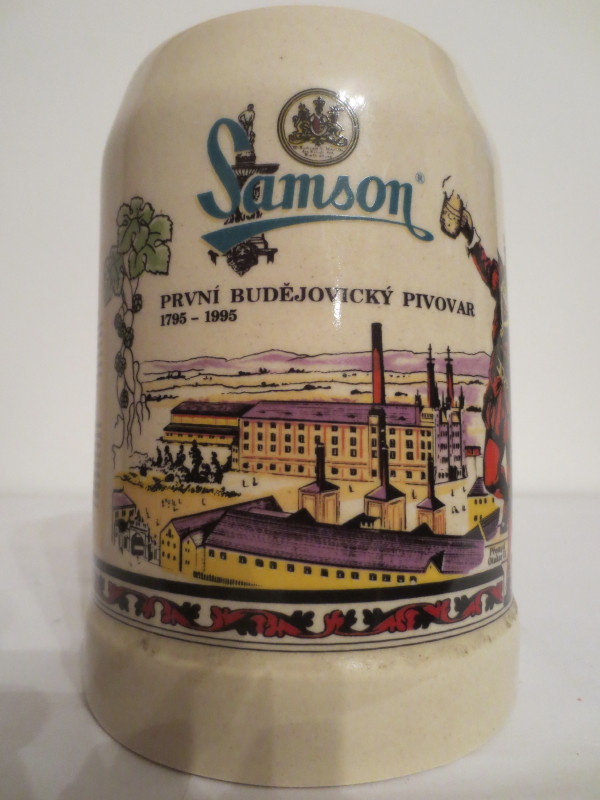 Samson®
PRVNÍ BUDĚJOVICKÝ PIVOVAR
1795 – 1995